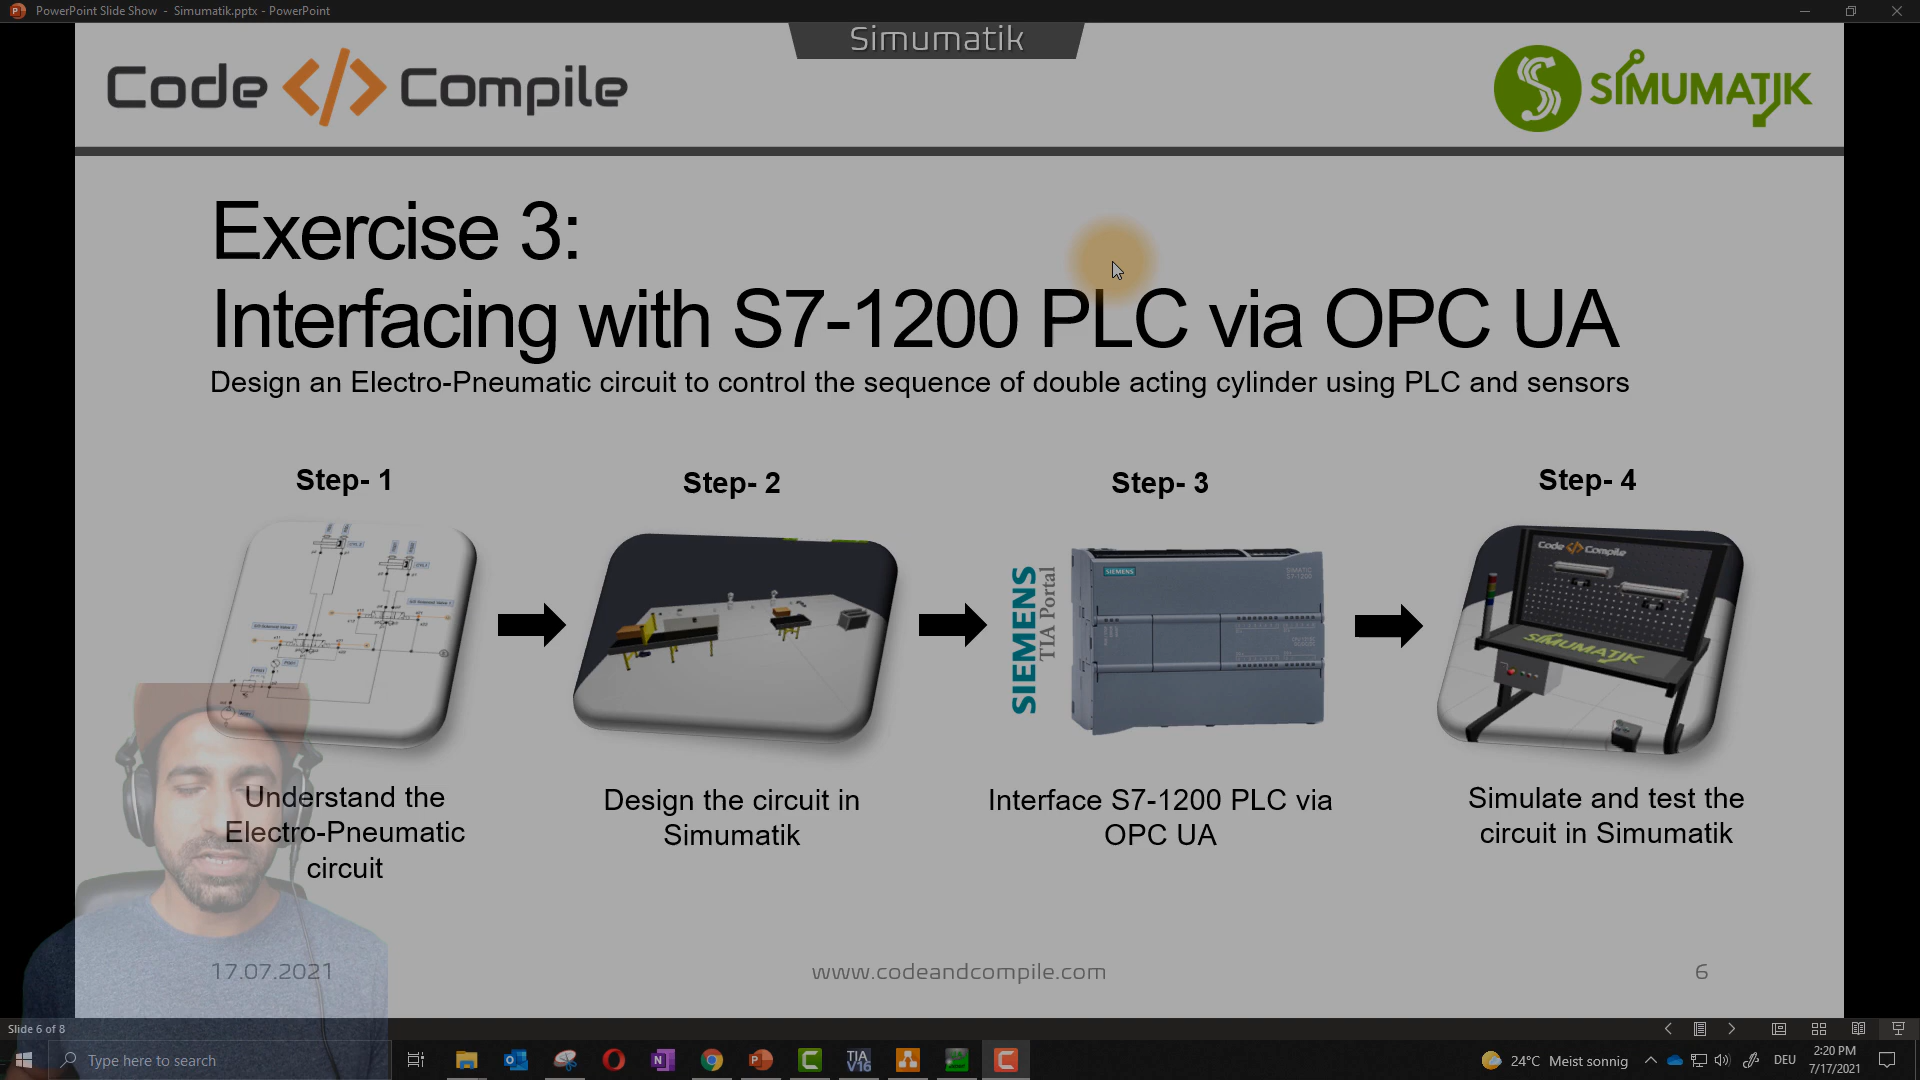 PowerPoint Slide Show - Simumatik.pptx - PowerPoint
Simumatik
Code </> Compile
SIMUMATIK
Exercise 3:
Interfacing with S7-1200 PLC via OPC UA
Design an Electro-Pneumatic circuit to control the sequence of double acting cylinder using PLC and sensors
Step- 1
Step- 2
Step- 3
Step- 4
SIEMENS
TIA Portal
SIEMENS
SIMATIC
S7-1200
Code </> Compile
SIMUMATIK
Understand the
Electro-Pneumatic
circuit
Design the circuit in
Simumatik
Interface S7-1200 PLC via
OPC UA
Simulate and test the
circuit in Simumatik
17.07.2021
www.codeandcompile.com
6
Slide 6 of 8
Type here to search
TIA
V16
24°C Meist sonnig
DEU
2:20 PM
7/17/2021